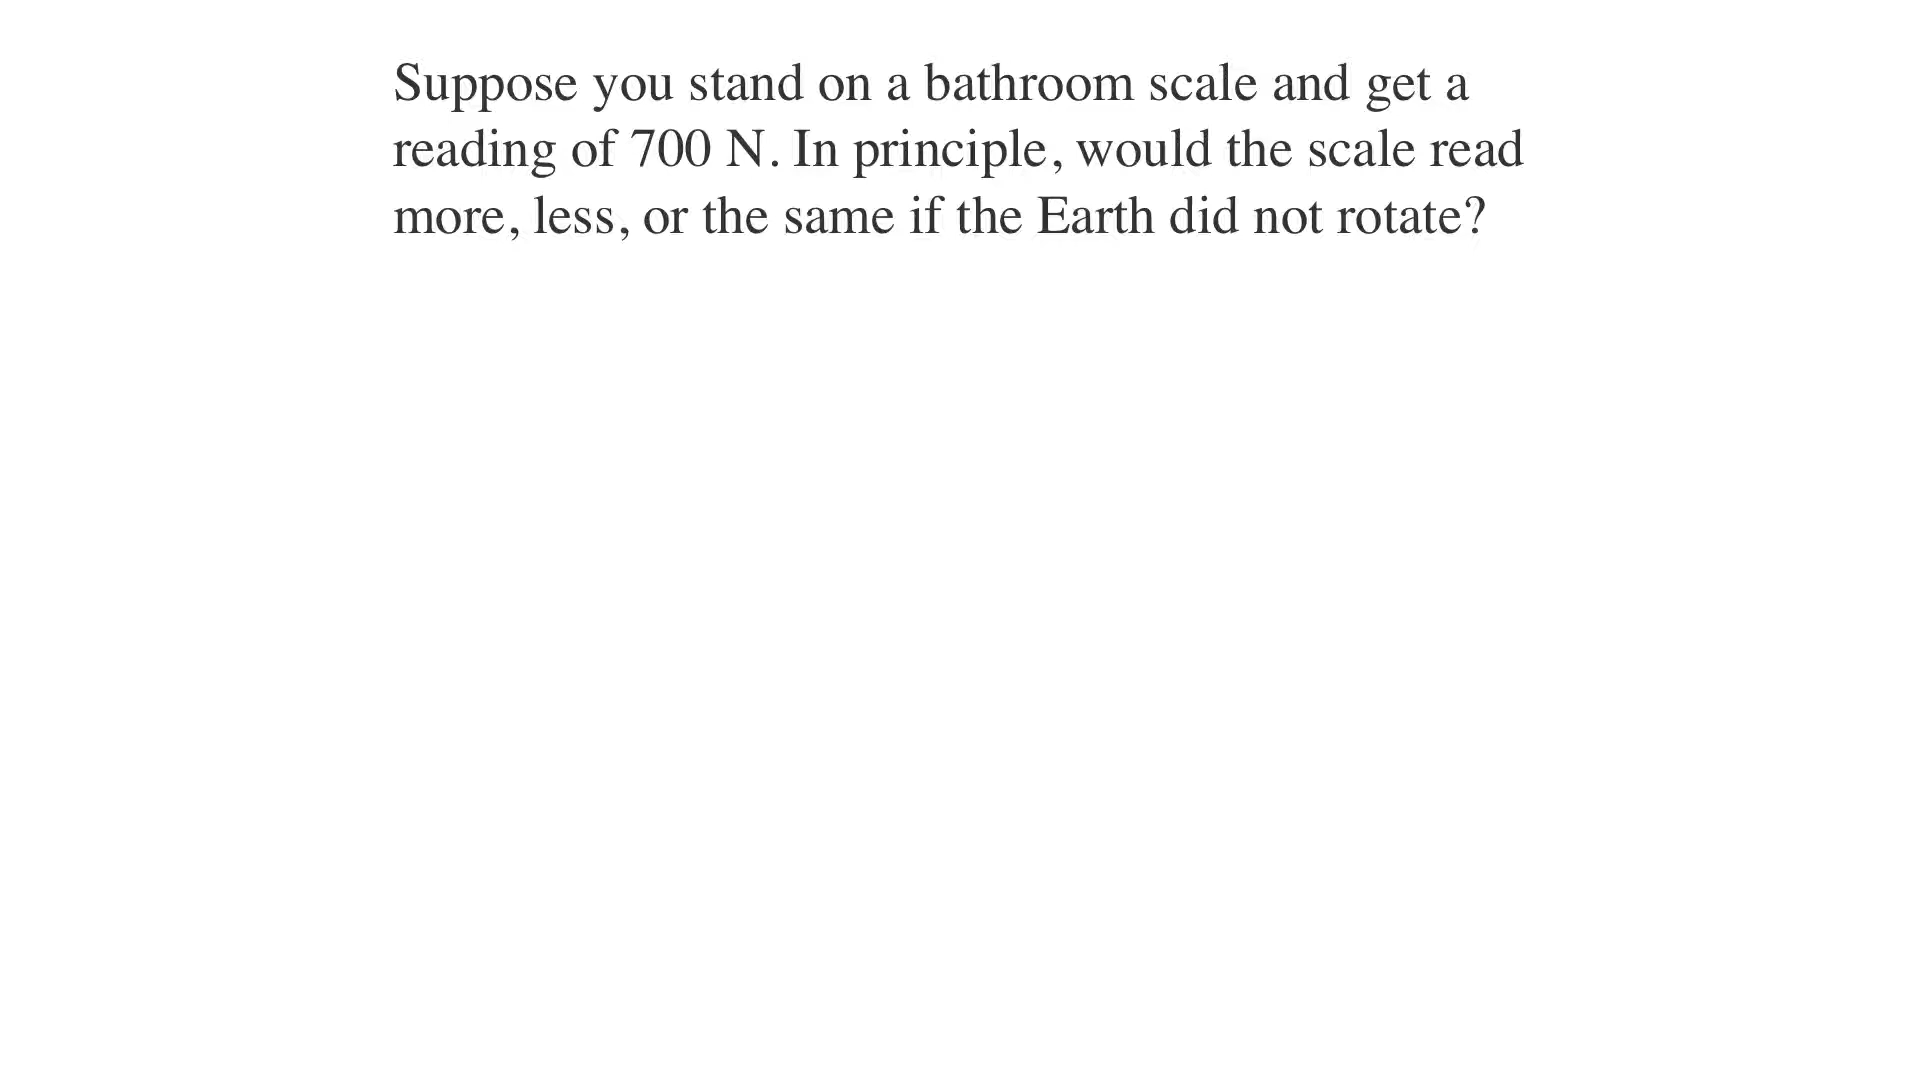 Suppose you stand on a bathroom scale and get a
reading of 700 N. In principle, would the scale read
more, less, or the same if the Earth did not rotate?